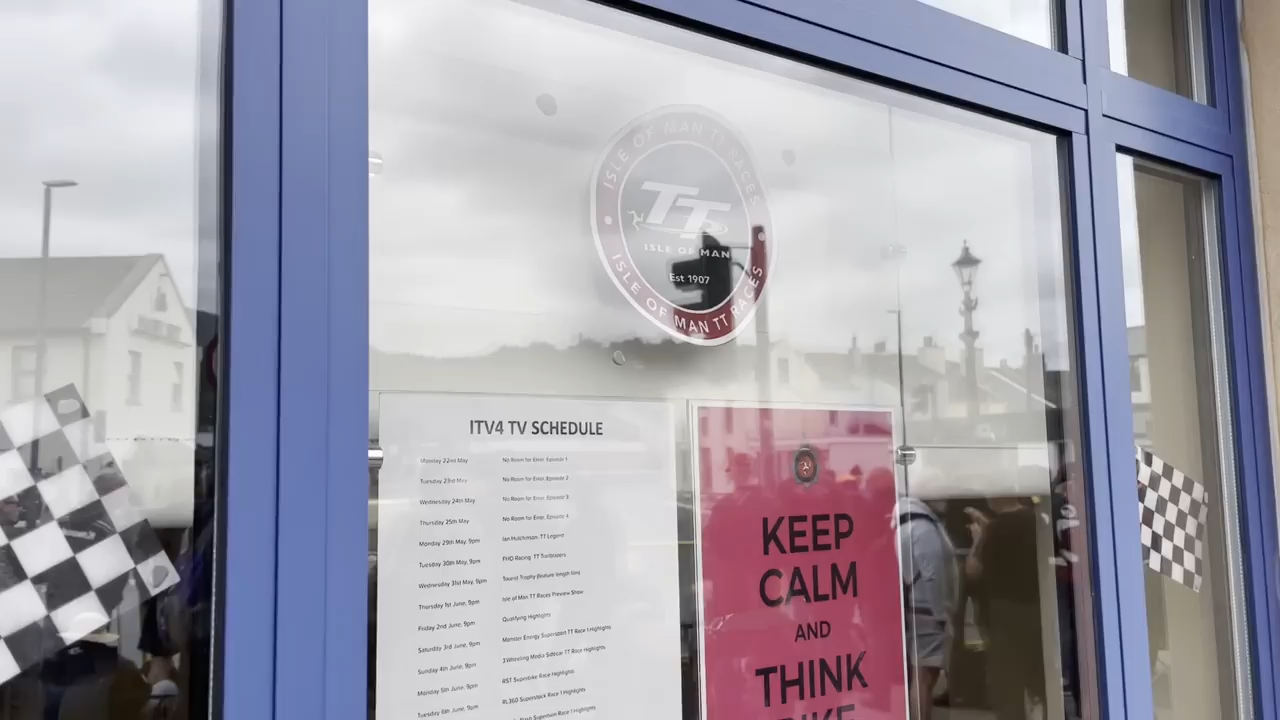 ISLE OF MAN TT RACES
TT
ISLE OF MAN
Est 1907
ISLE OF MAN TT RACES
ITV4 TV SCHEDULE
Monday 22nd May No Room for Error, Episode 1
Tuesday 23rd May No Room for Error, Episode 2
Wednesday 24th May No Room for Error, Episode 3
Thursday 25th May No Room for Error, Episode 4
Monday 29th May, 9pm Ian Hutchinson: TT Legend
Tuesday 30th May, 9pm PHD Racing: TT Trailblazers
Wednesday 31st May, 9pm Tourist Trophy (feature length film)
Thursday 1st June, 9pm Isle of Man TT Races Preview Show
Friday 2nd June, 9pm Qualifying Highlights
Saturday 3rd June, 9pm Monster Energy Supersport TT Race 1 Highlights
Sunday 4th June, 9pm 3Wheeling Media Sidecar TT Race Highlights
Monday 5th June, 9pm RST Superbike Race Highlights
Tuesday 6th June, 9pm RL360 Superstock Race 1 Highlights
Race 1 Highlights
KEEP
CALM
AND
THINK
BIKE